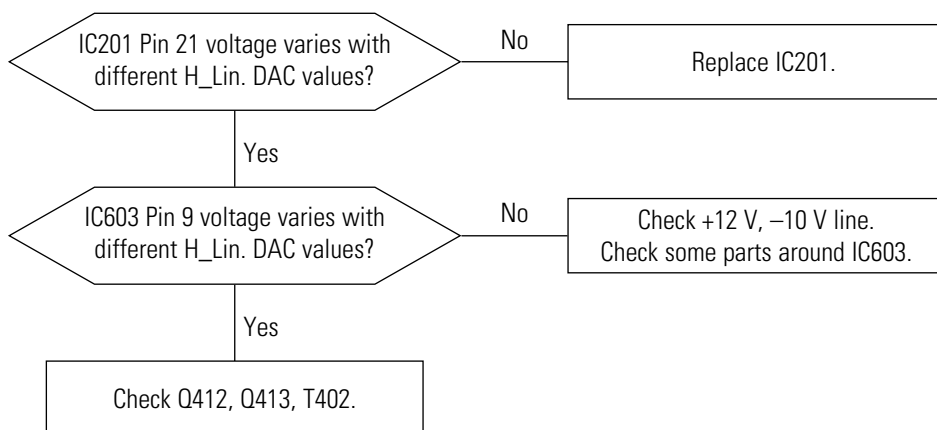 IC201 Pin 21 voltage varies with
different H_Lin. DAC values?
No
Replace IC201.
Yes
IC603 Pin 9 voltage varies with
different H_Lin. DAC values?
No
Check +12 V, –10 V line.
Check some parts around IC603.
Yes
Check Q412, Q413, T402.